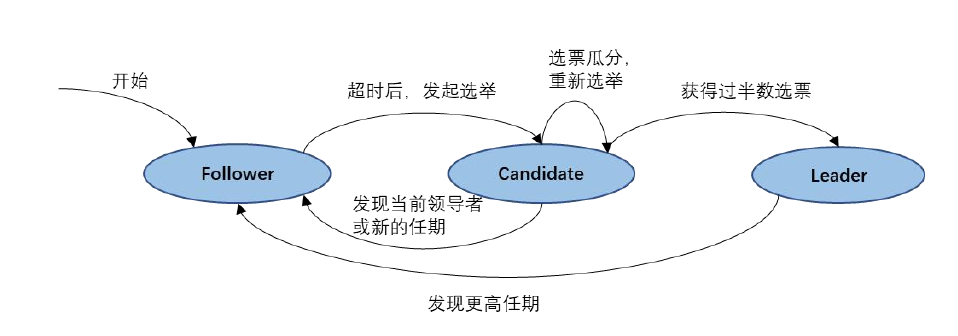 选票瓜分，
重新选举
开始
超时后，发起选举
获得过半数选票
Follower
Candidate
Leader
发现当前领导者
或新的任期
发现更高任期